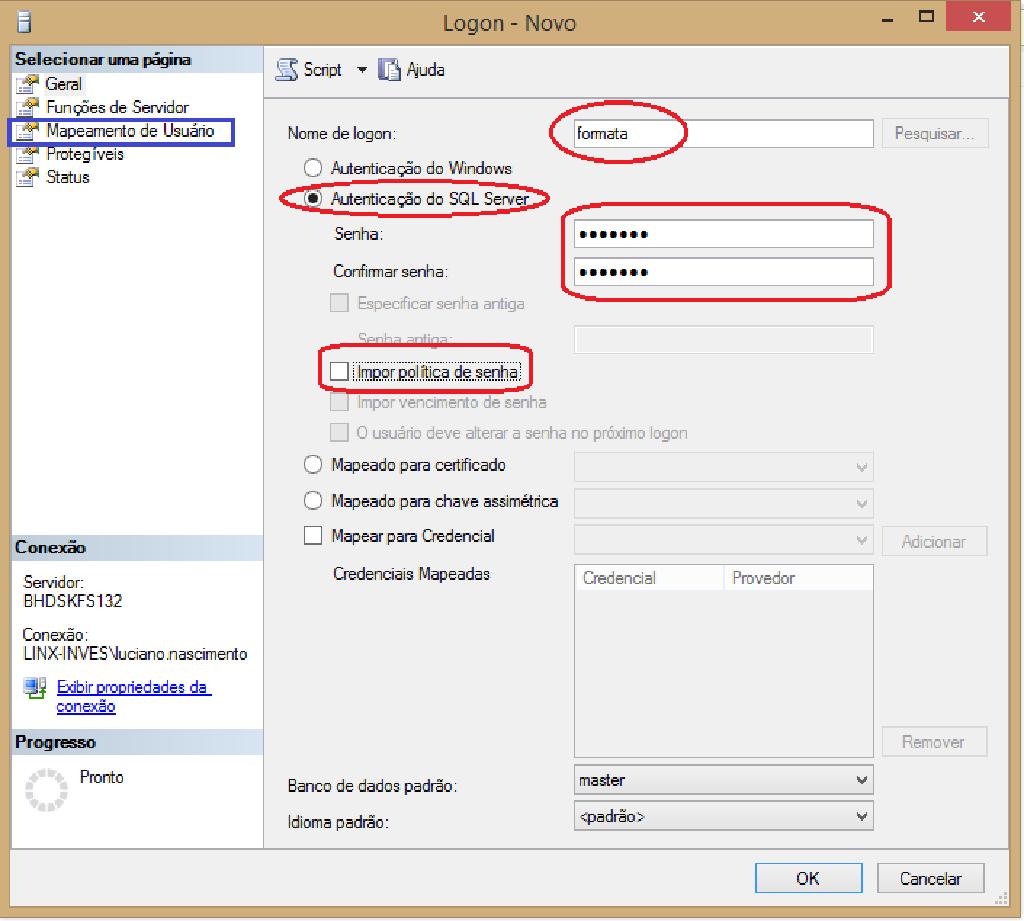 Logon - Novo
Selecionar uma página
Geral
Funções de Servidor
Mapeamento de Usuário
Protegíveis
Status
Script
Ajuda
Nome de logon:
formata
Pesquisar...
Autenticação do Windows
Autenticação do SQL Server
Senha:
•••••••
Confirmar senha:
•••••••
Especificar senha antiga
Senha antiga:
Impor política de senha
Impor vencimento de senha
O usuário deve alterar a senha no próximo logon
Mapeado para certificado
Mapeado para chave assimétrica
Mapear para Credencial
Adicionar
Credenciais Mapeadas
Credencial Provedor
Remover
Banco de dados padrão:
master
Idioma padrão:
<padrão>
Conexão
Servidor:
BHDSKFS132
Conexão:
LINX-INVES\luciano.nascimento
Exibir propriedades da
conexão
Progresso
Pronto
OK
Cancelar